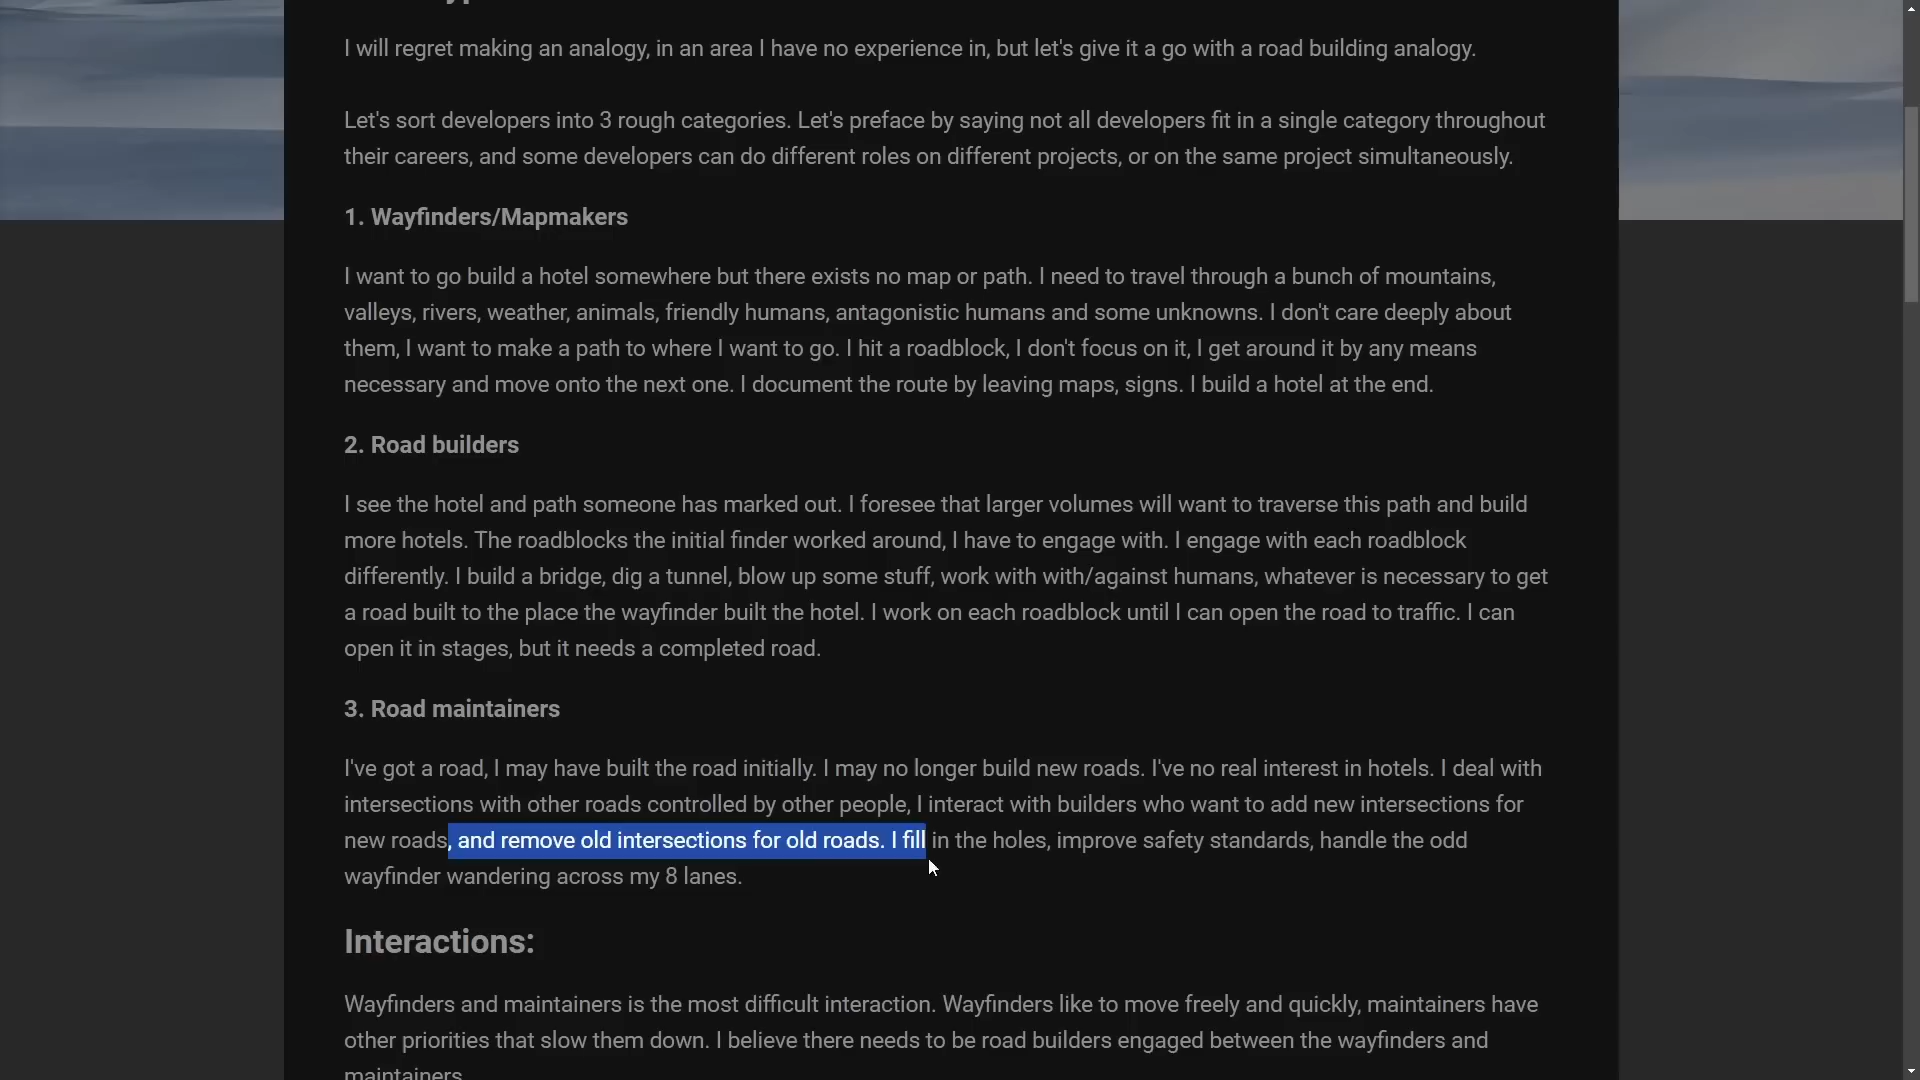 I will regret making an analogy, in an area I have no experience in, but let's give it a go with a road building analogy.
Let's sort developers into 3 rough categories. Let's preface by saying not all developers fit in a single category throughout
their careers, and some developers can do different roles on different projects, or on the same project simultaneously.
1. Wayfinders/Mapmakers
I want to go build a hotel somewhere but there exists no map or path. I need to travel through a bunch of mountains,
valleys, rivers, weather, animals, friendly humans, antagonistic humans and some unknowns. I don't care deeply about
them, I want to make a path to where I want to go. I hit a roadblock, I don't focus on it, I get around it by any means
necessary and move onto the next one. I document the route by leaving maps, signs. I build a hotel at the end.
2. Road builders
I see the hotel and path someone has marked out. I foresee that larger volumes will want to traverse this path and build
more hotels. The roadblocks the initial finder worked around, I have to engage with. I engage with each roadblock
differently. I build a bridge, dig a tunnel, blow up some stuff, work with with/against humans, whatever is necessary to get
a road built to the place the wayfinder built the hotel. I work on each roadblock until I can open the road to traffic. I can
open it in stages, but it needs a completed road.
3. Road maintainers
I've got a road, I may have built the road initially. I may no longer build new roads. I've no real interest in hotels. I deal with
intersections with other roads controlled by other people, I interact with builders who want to add new intersections for
new roads, and remove old intersections for old roads. I fill in the holes, improve safety standards, handle the odd
wayfinder wandering across my 8 lanes.
Interactions:
Wayfinders and maintainers is the most difficult interaction. Wayfinders like to move freely and quickly, maintainers have
other priorities that slow them down. I believe there needs to be road builders engaged between the wayfinders and
maintainers.